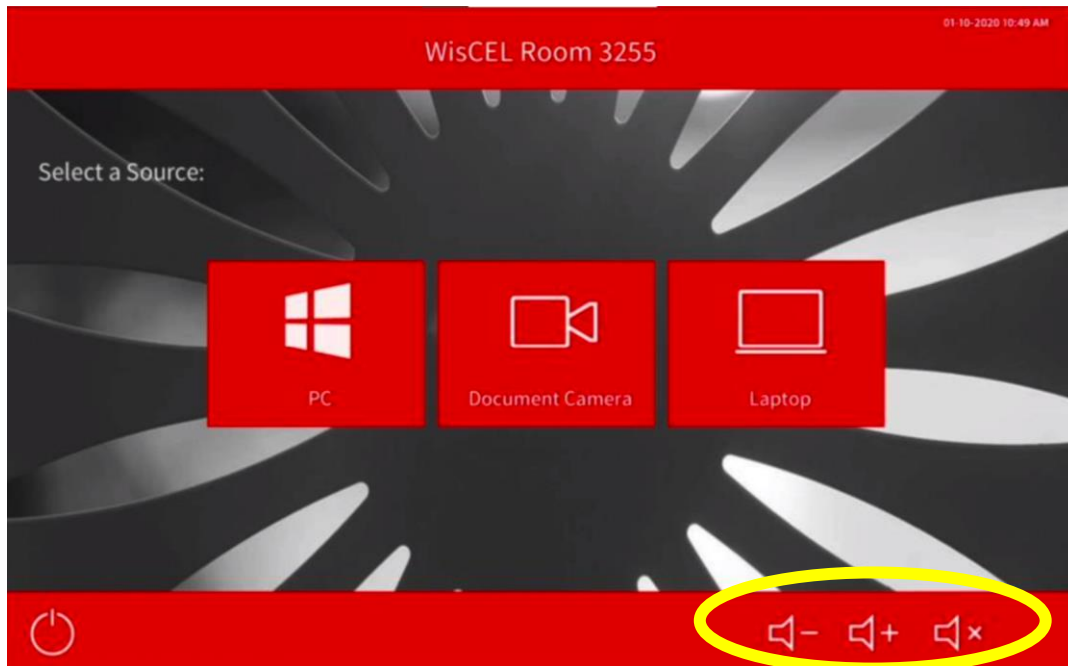 01-10-2020 10:49 AM
WisCEL Room 3255
Select a Source:
PC
Document Camera
Laptop